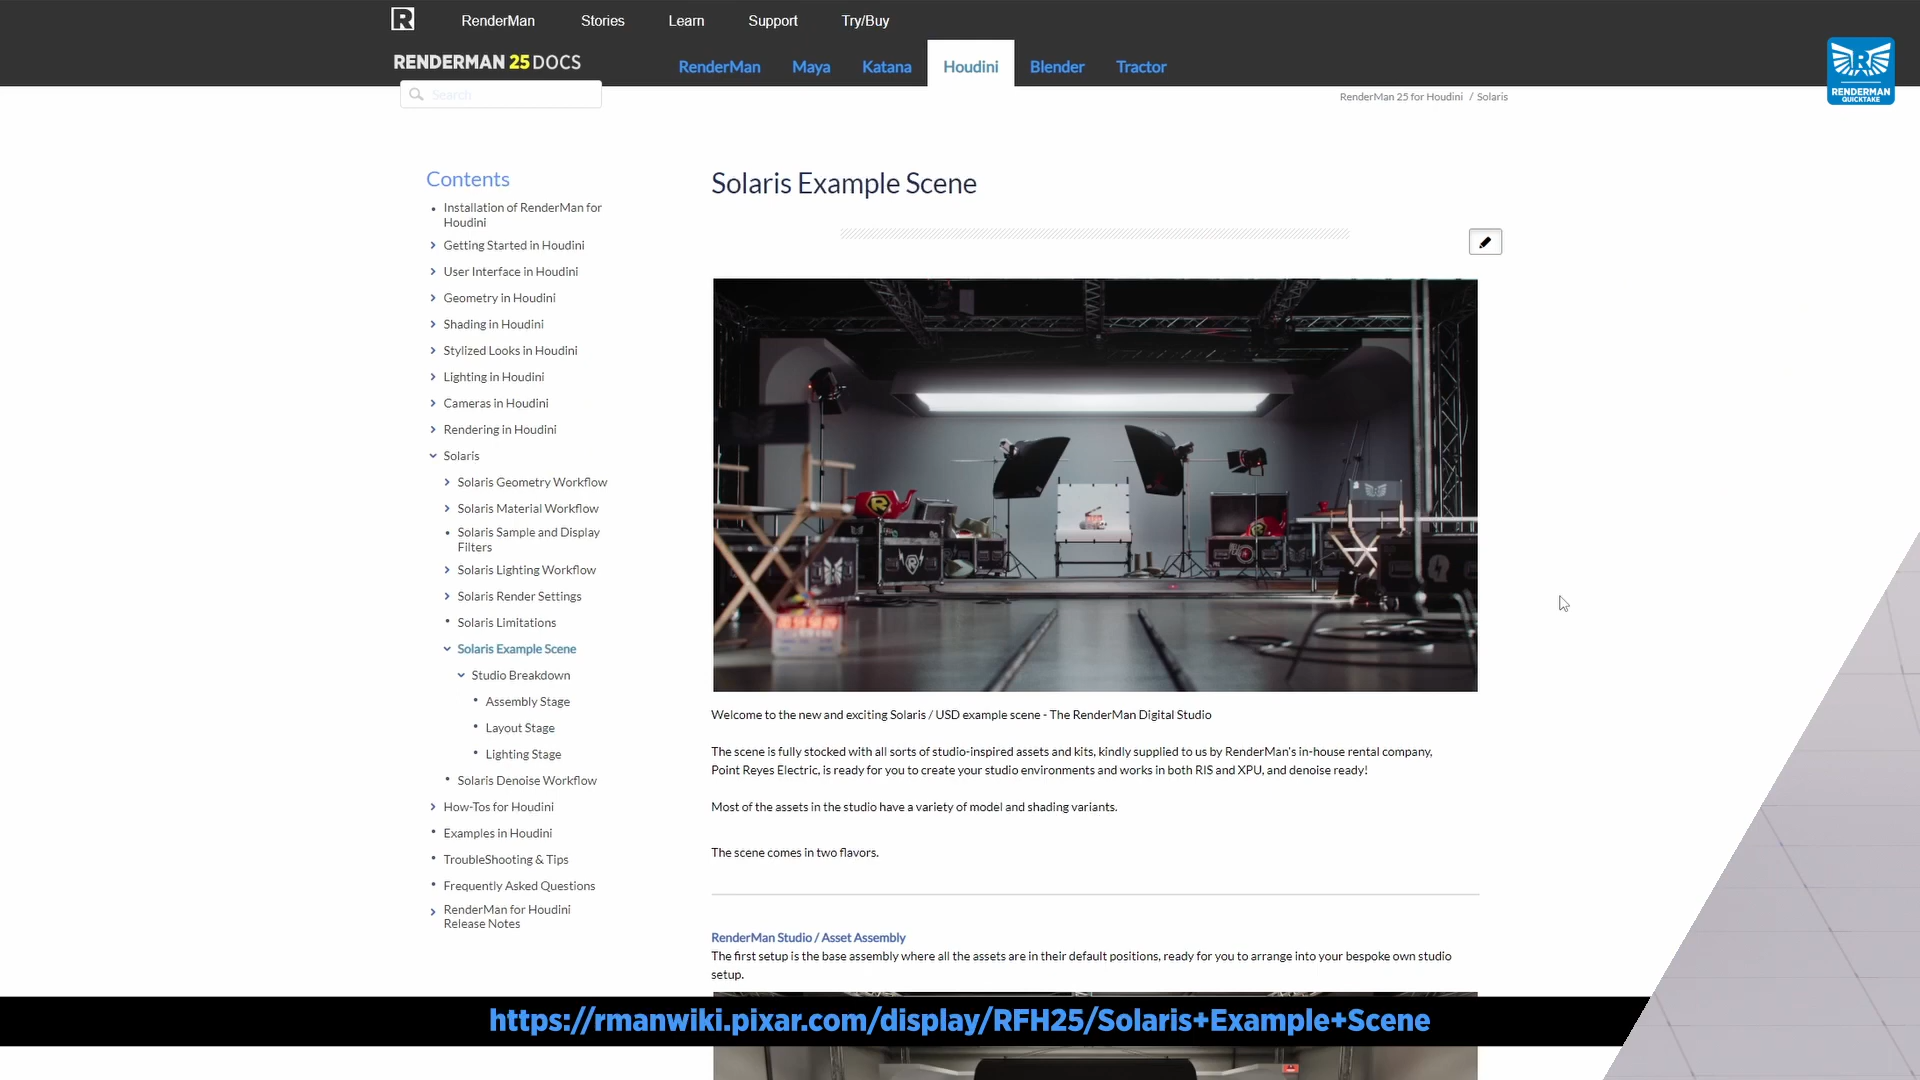 R RenderMan Stories Learn Support Try/Buy
RENDERMAN 25 DOCS RenderMan Maya Katana Houdini Blender Tractor
Search
RenderMan 25 for Houdini / Solaris
R
RENDERMAN
QUICKTAKE
Contents
Installation of RenderMan for
Houdini
Getting Started in Houdini
User Interface in Houdini
Geometry in Houdini
Shading in Houdini
Stylized Looks in Houdini
Lighting in Houdini
Cameras in Houdini
Rendering in Houdini
Solaris
Solaris Geometry Workflow
Solaris Material Workflow
Solaris Sample and Display
Filters
Solaris Lighting Workflow
Solaris Render Settings
Solaris Limitations
Solaris Example Scene
Studio Breakdown
Assembly Stage
Layout Stage
Lighting Stage
Solaris Denoise Workflow
How-Tos for Houdini
Examples in Houdini
TroubleShooting & Tips
Frequently Asked Questions
RenderMan for Houdini
Release Notes
Solaris Example Scene
R
Welcome to the new and exciting Solaris / USD example scene - The RenderMan Digital Studio
The scene is fully stocked with all sorts of studio-inspired assets and kits, kindly supplied to us by RenderMan's in-house rental company,
Point Reyes Electric, is ready for you to create your studio environments and works in both RIS and XPU, and denoise ready!
Most of the assets in the studio have a variety of model and shading variants.
The scene comes in two flavors.
RenderMan Studio / Asset Assembly
The first setup is the base assembly where all the assets are in their default positions, ready for you to arrange into your bespoke own studio
setup.
https://rmanwiki.pixar.com/display/RFH25/Solaris+Example+Scene